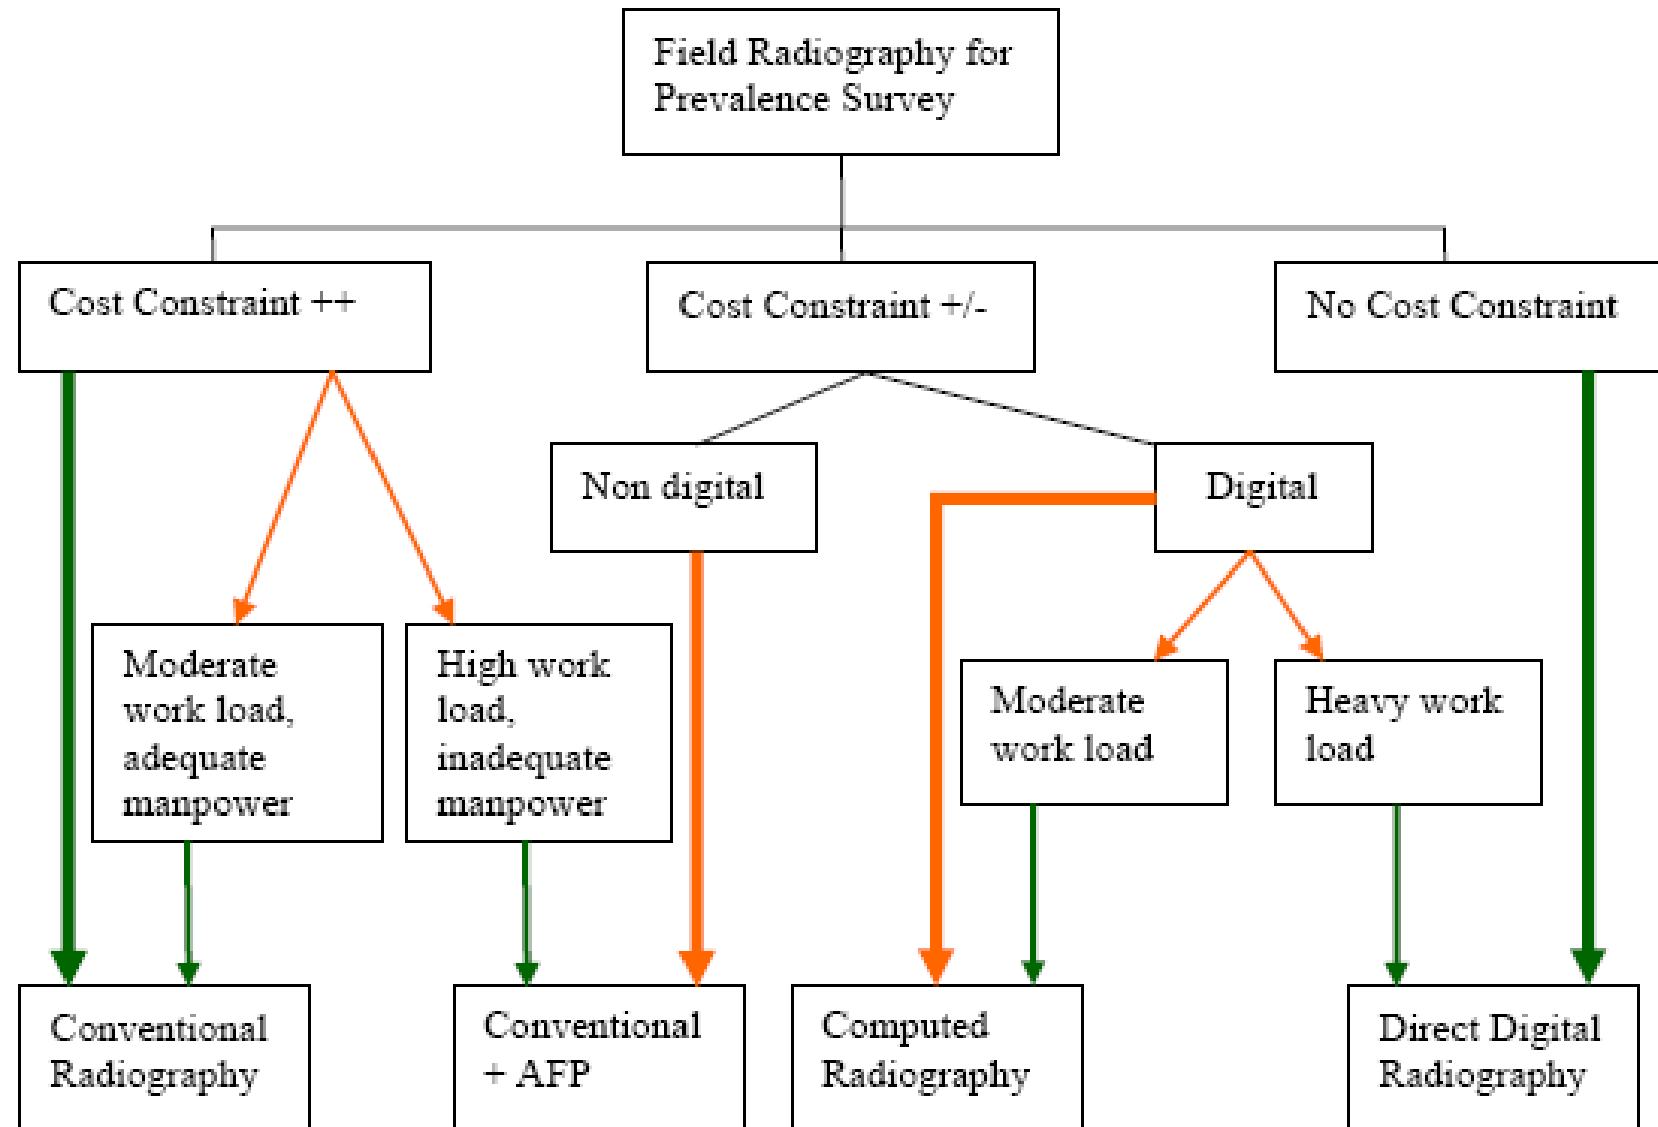 Field Radiography for
Prevalence Survey
Cost Constraint ++
Cost Constraint +/-
No Cost Constraint
Non digital
Digital
Moderate
work load,
adequate
manpower
High work
load,
inadequate
manpower
Moderate
work load
Heavy work
load
Conventional
Radiography
Conventional
+ AFP
Computed
Radiography
Direct Digital
Radiography